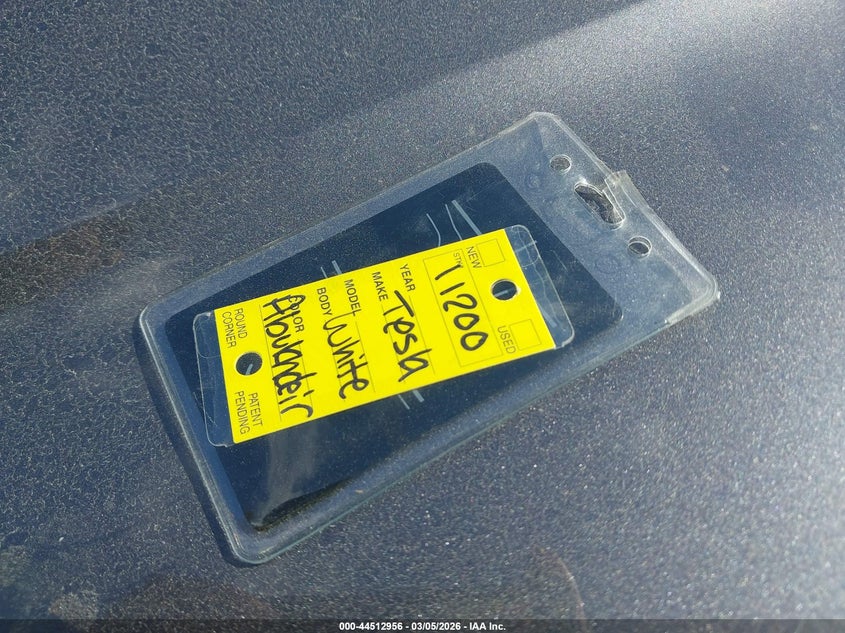 NEW USED
STK T1200
YEAR
MAKE Tesla
MODEL
BODY White
COLOR
ROUND CORNER
PATENT PENDING
000-44512956 - 03/05/2026 - IAA Inc.